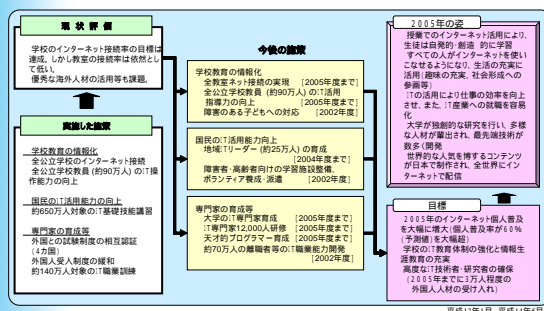 現 状 評 価
学校のインターネット接続率の目標は
達成。しかし教室の接続率は依然とし
て低い。
優秀な海外人材の活用等も課題。
実施した施策
学校教育の情報化
全公立学校のインターネット接続
全公立学校教員(約90万人)のIT操
作能力の向上
国民のIT活用能力の向上
約650万人対象のIT基礎技能講習
専門家の育成等
外国との試験制度の相互認証
(4カ国)
外国人受入制度の緩和
約140万人対象のIT職業訓練
今後の施策
学校教育の情報化
全教室ネット接続の実現 [2005年度まで]
全公立学校教員(約90万人)のIT活用
指導力の向上 [2005年度まで]
障害のある子どもへの対応 [2002年度]
国民のIT活用能力向上
地域ITリーダー(約25万人)の育成
[2004年度まで]
障害者・高齢者向けの学習施設整備、
ボランティア養成・派遣 [2002年度]
専門家の育成等
大学のIT専門家育成 [2005年度まで]
IT専門家12,000人研修 [2005年度まで]
天才的プログラマー育成 [2005年度まで]
約70万人の離職者等のIT職業能力開発
[2002年度]
2005年の姿
授業でのインターネット活用により、
生徒は自発的・創造 的に学習
すべての国民がインターネットを使い
こなせるようになり、生活の充実に
活用(趣味の充実、社会形成への
参画等)
ITの活用により仕事の効率を向上
させ、また、IT産業への就職を容易
化
大学が独創的な研究を行い、多様
な人材が輩出され、最先端技術が
数多く開発
世界的な人気を博するコンテンツ
が日本で制作され、全世界にイン
ターネットで配信
目標
2005年のインターネット個人普及
を大幅に増大(個人普及率が60%
(予測値)を大幅超)
学校のIT教育体制の強化と情報生
涯教育の充実
高度なIT技術者・研究者の確保
(2005年までに3万人程度の
外国人人材の受け入れ)